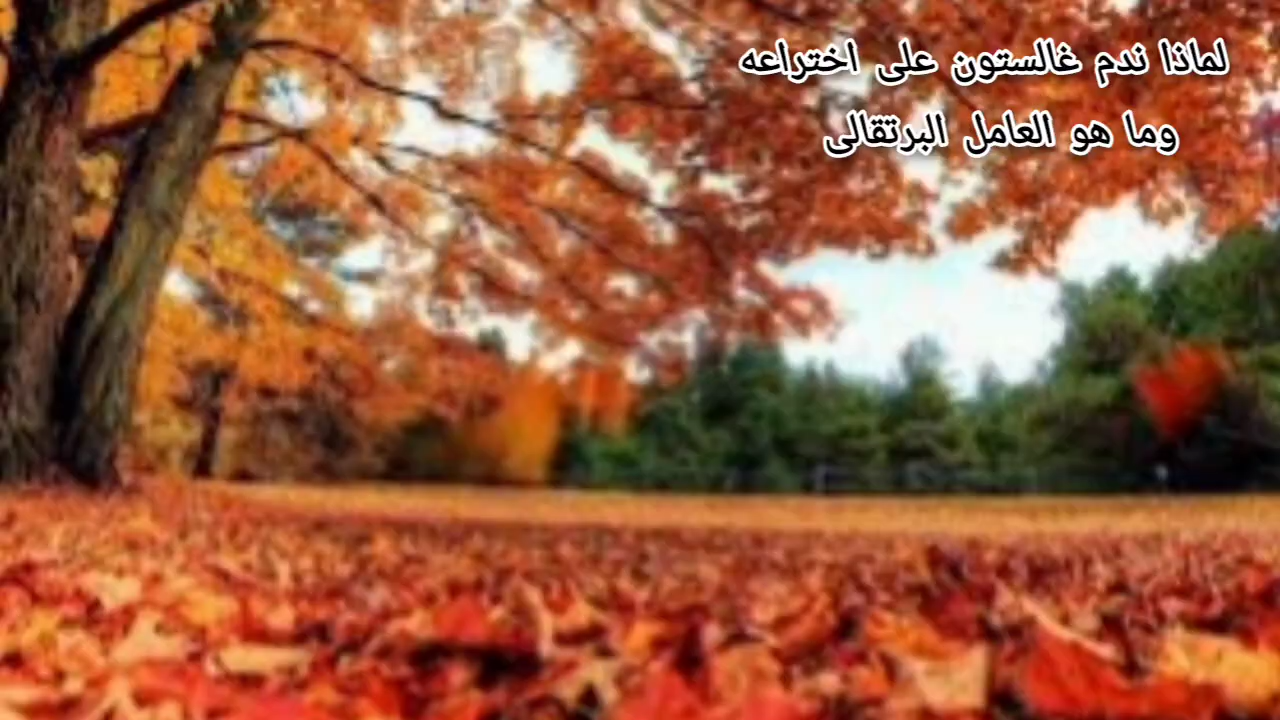 لماذا ندم غالستون على اختراعه
وما هو العامل البرتقالى